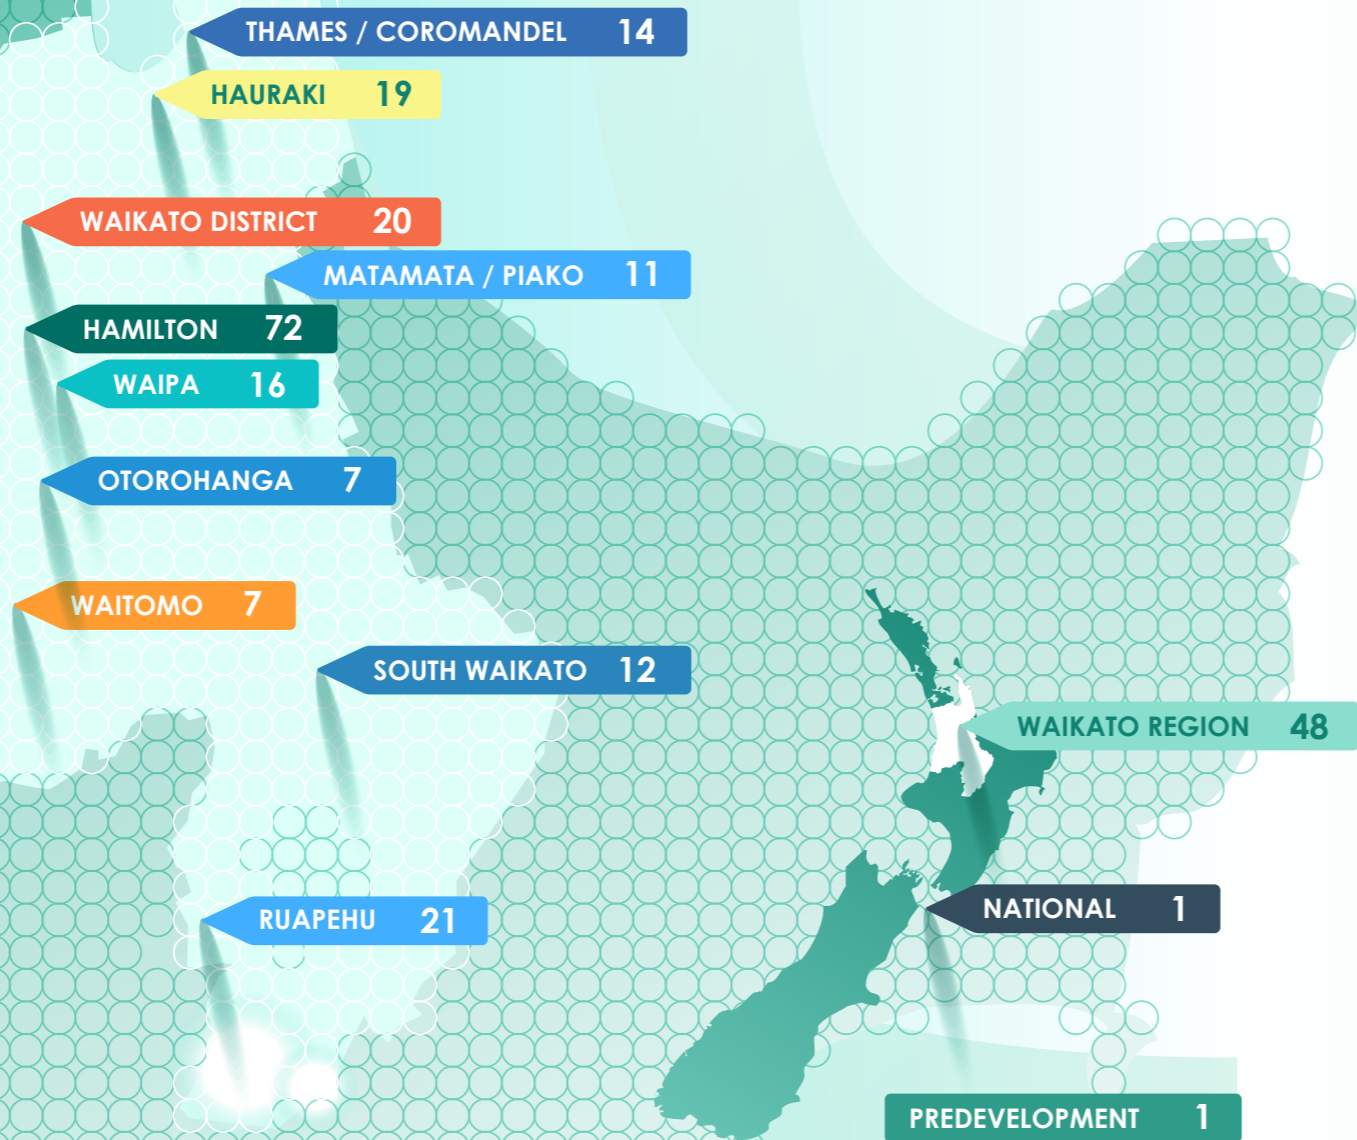 THAMES / COROMANDEL 14
HAURAKI 19
WAIKATO DISTRICT 20
MATAMATA / PIAKO 11
HAMILTON 72
WAIPA 16
OTOROHANGA 7
WAITOMO 7
SOUTH WAIKATO 12
WAIKATO REGION 48
NATIONAL 1
RUAPEHU 21
PREDEVELOPMENT 1